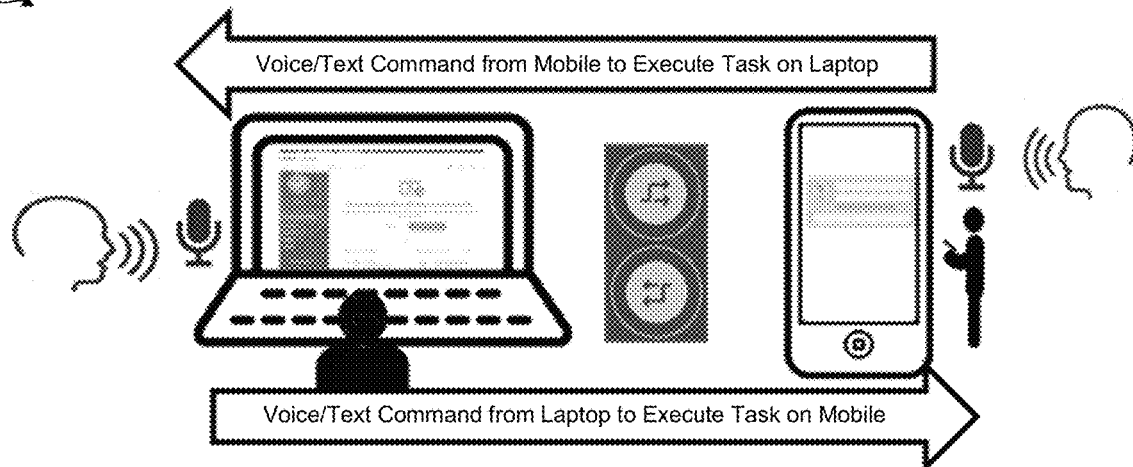 Voice/Text Command from Mobile to Execute Task on Laptop
Voice/Text Command from Laptop to Execute Task on Mobile